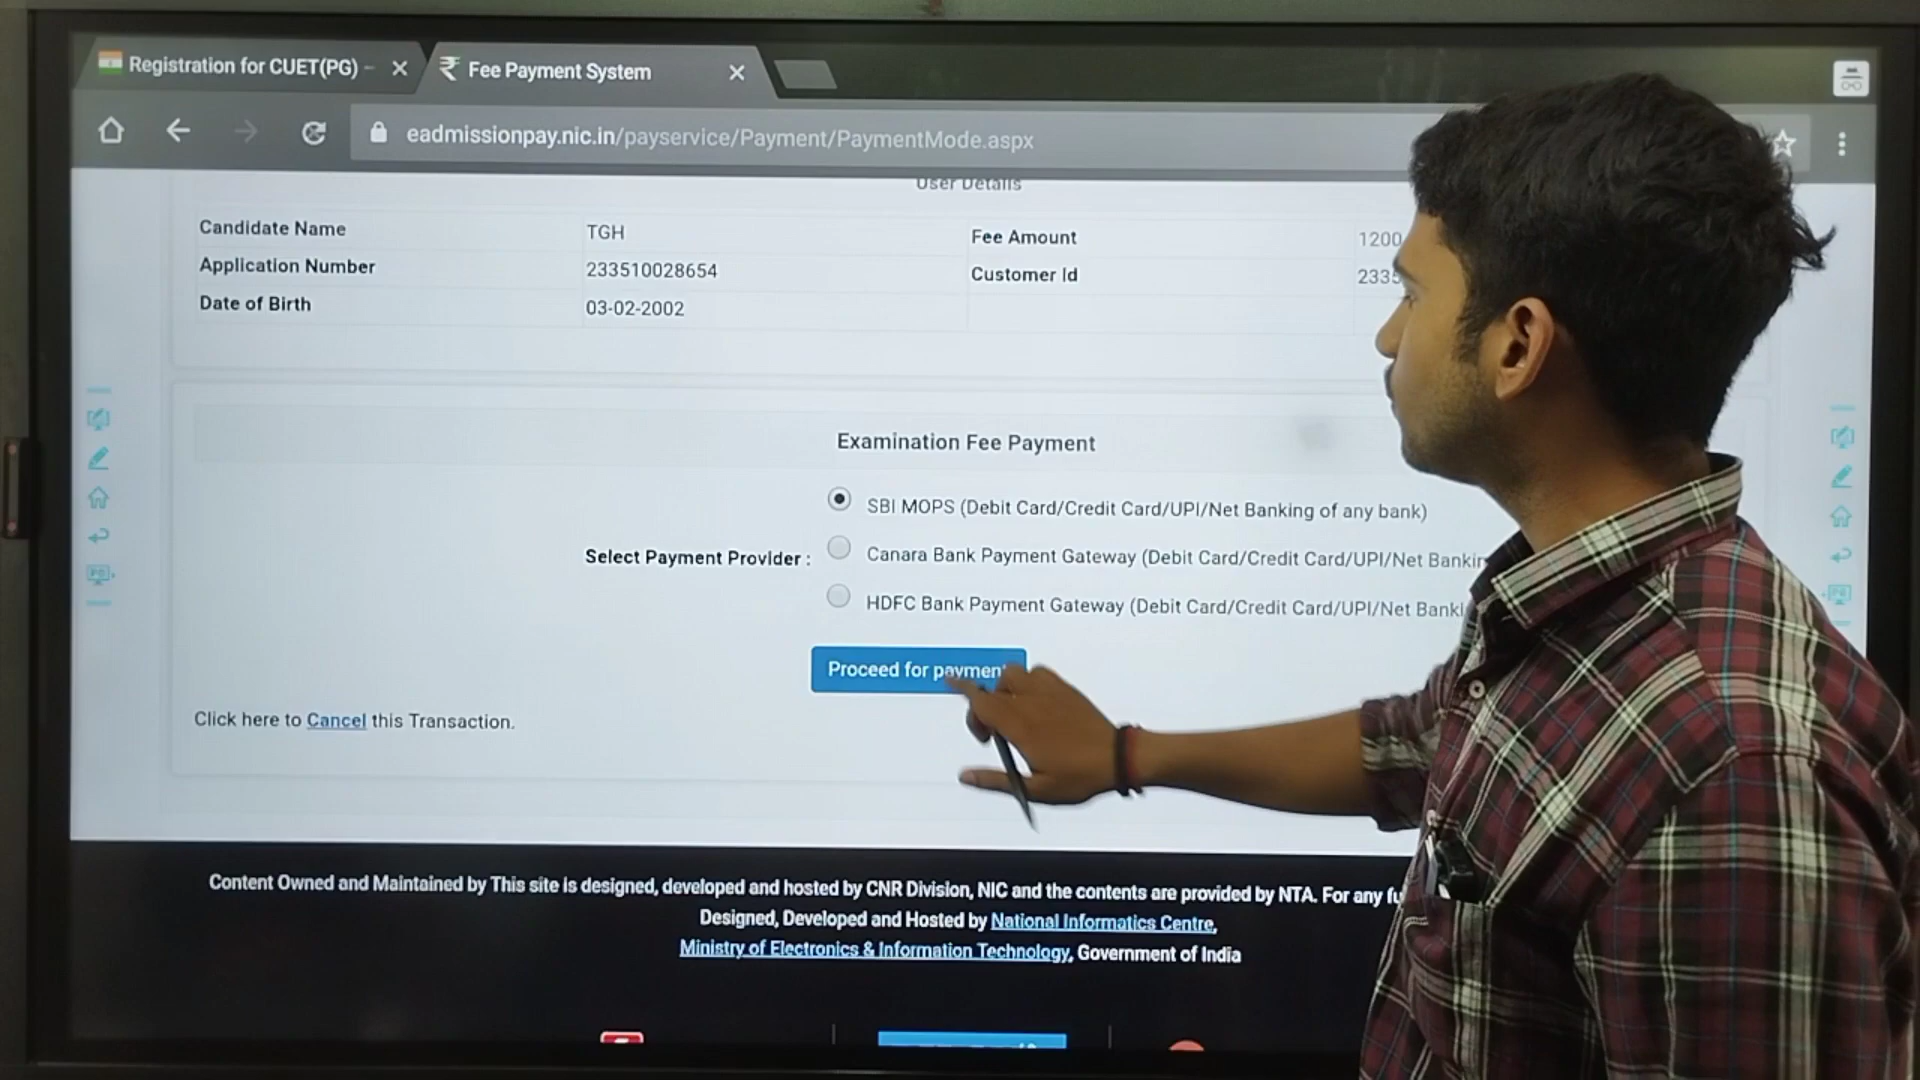 Registration for CUET(PG) –
Fee Payment System
eadmissionpay.nic.in/payservice/Payment/PaymentMode.aspx
User Details
Candidate Name TGH Fee Amount 1200
Application Number 233510028654 Customer Id 2335
Date of Birth 03-02-2002
Examination Fee Payment
SBI MOPS (Debit Card/Credit Card/UPI/Net Banking of any bank)
Select Payment Provider :
Canara Bank Payment Gateway (Debit Card/Credit Card/UPI/Net Bankin
HDFC Bank Payment Gateway (Debit Card/Credit Card/UPI/Net Banki
Proceed for paymen
Click here to Cancel this Transaction.
Content Owned and Maintained by This site is designed, developed and hosted by CNR Division, NIC and the contents are provided by NTA. For any fu
Designed, Developed and Hosted by National Informatics Centre,
Ministry of Electronics & Information Technology, Government of India